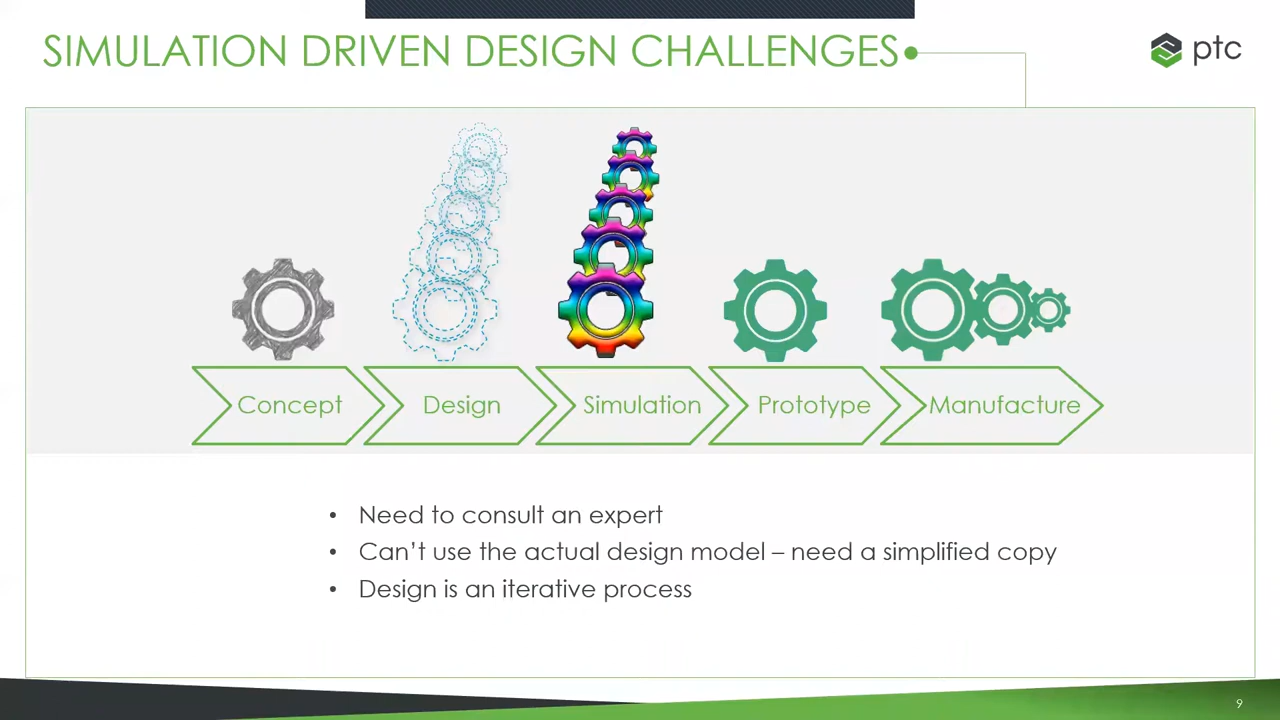 SIMULATION DRIVEN DESIGN CHALLENGES
ptc
Concept
Design
Simulation
Prototype
Manufacture
• Need to consult an expert
• Can’t use the actual design model – need a simplified copy
• Design is an iterative process
9